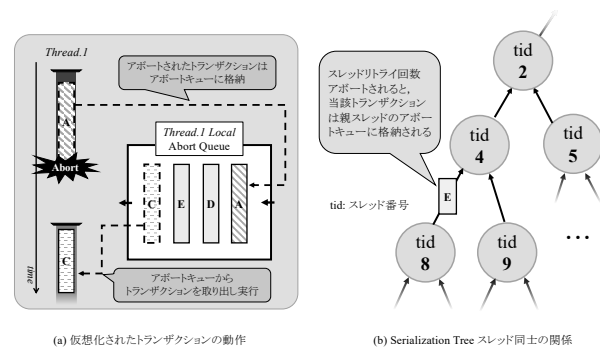 Thread.1
アボートされたトランザクションは
アボートキューに格納
A
Abort
Thread.1 Local
Abort Queue
C
E
D
A
C
time
アボートキューから
トランザクションを取り出し実行
(a) 仮想化されたトランザクションの動作
スレッドリトライ回数
アボートされると,
当該トランザクション
は親スレッドのアボー
トキューに格納される
tid
2
tid
4
tid
5
E
tid: スレッド番号
tid
8
tid
9
...
(b) Serialization Tree スレッド同士の関係